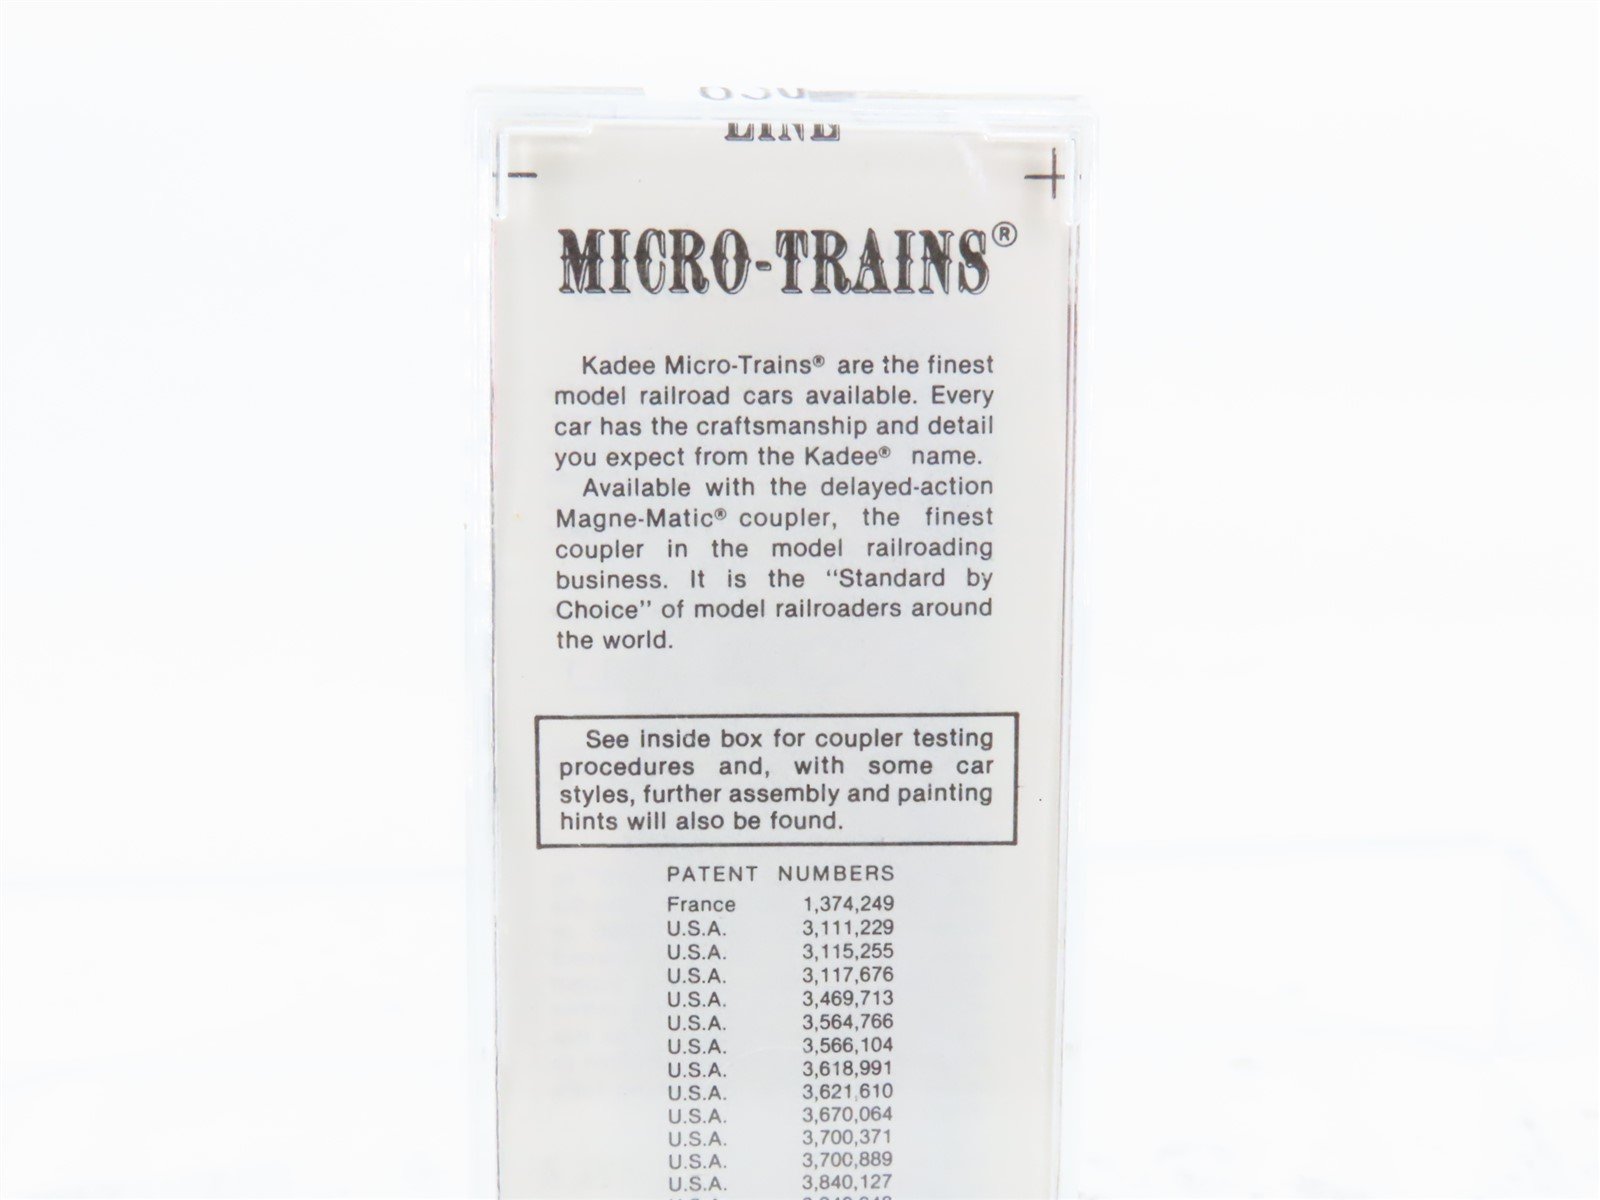 LINE
MICRO-TRAINS®
Kadee Micro-Trains® are the finest
model railroad cars available. Every
car has the craftsmanship and detail
you expect from the Kadee® name.
Available with the delayed-action
Magne-Matic® coupler, the finest
coupler in the model railroading
business. It is the "Standard by
Choice" of model railroaders around
the world.
See inside box for coupler testing
procedures and, with some car
styles, further assembly and painting
hints will also be found.
PATENT NUMBERS
France 1,374,249
U.S.A. 3,111,229
U.S.A. 3,115,255
U.S.A. 3,117,676
U.S.A. 3,469,713
U.S.A. 3,564,766
U.S.A. 3,566,104
U.S.A. 3,618,991
U.S.A. 3,621,610
U.S.A. 3,670,064
U.S.A. 3,700,371
U.S.A. 3,700,889
U.S.A. 3,840,127